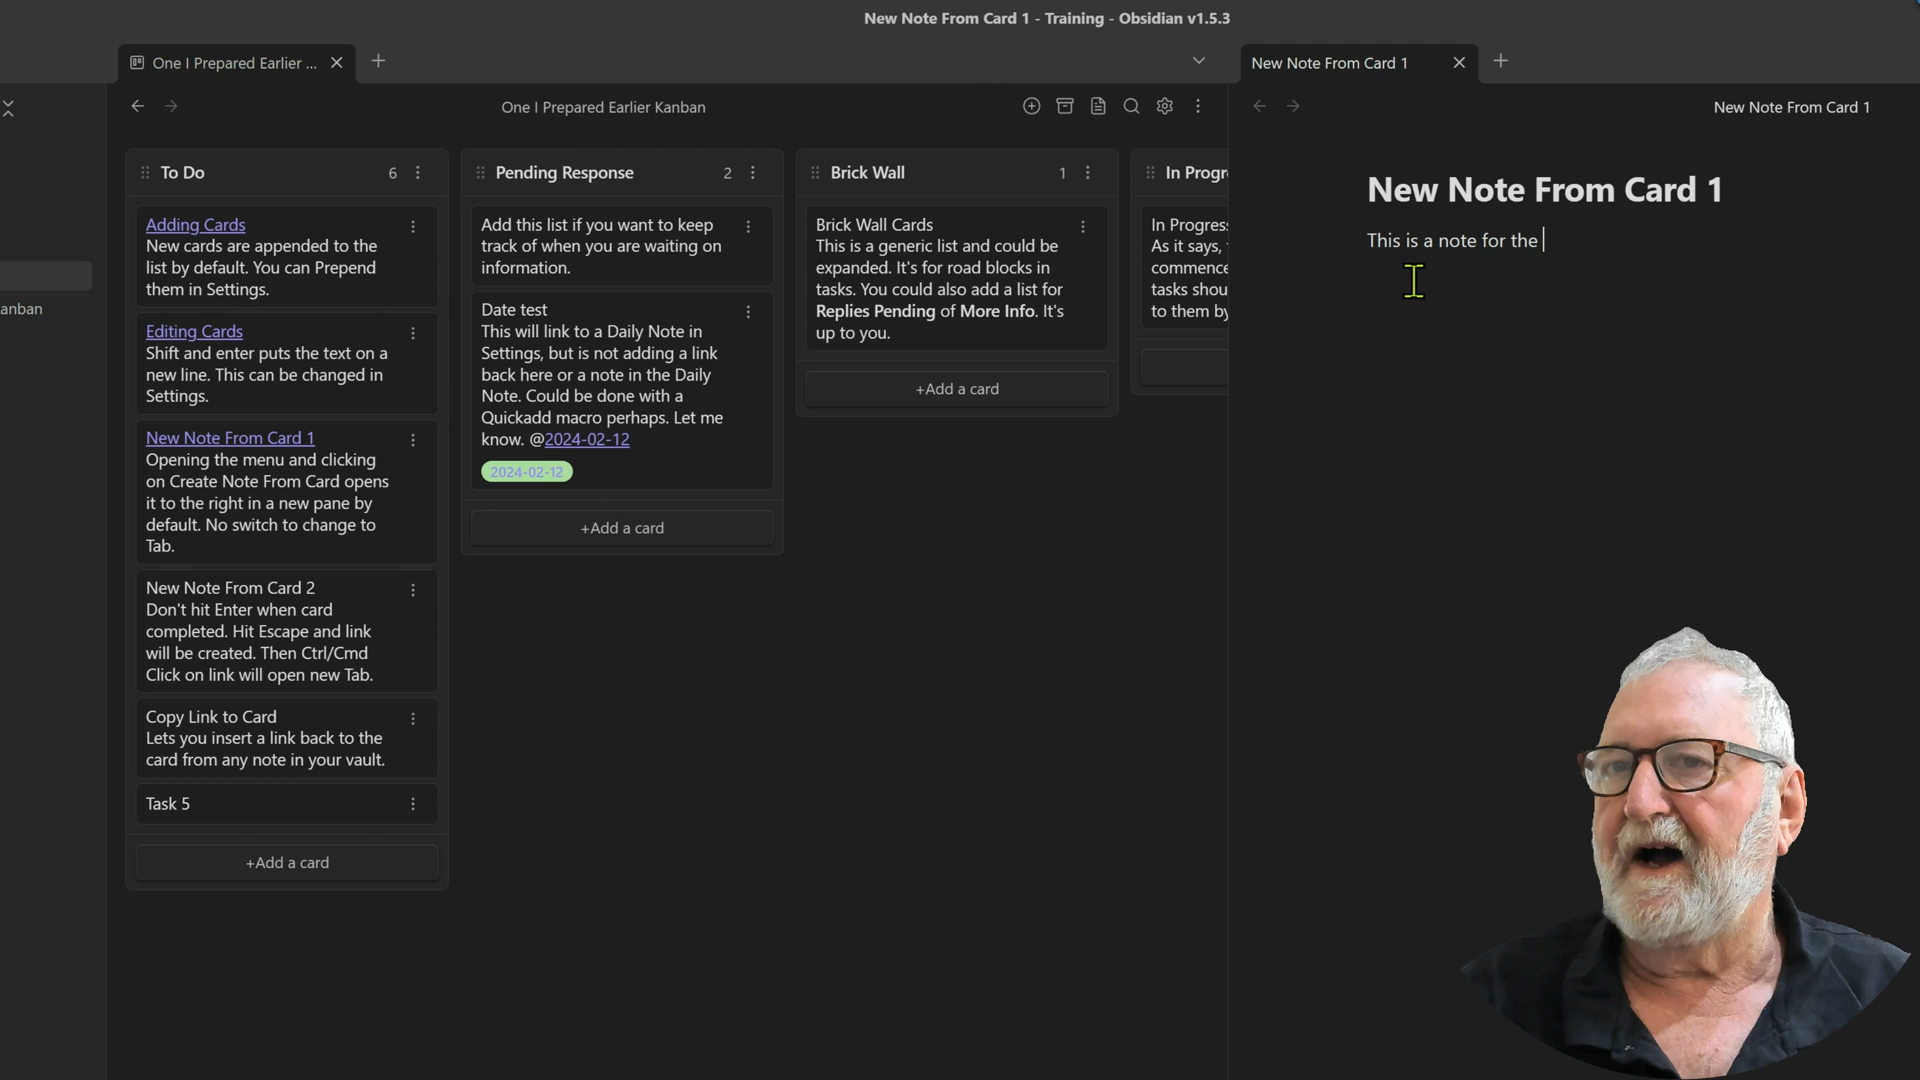 New Note From Card 1 - Training - Obsidian v1.5.3
One I Prepared Earlier ...
New Note From Card 1
One I Prepared Earlier Kanban
New Note From Card 1
anban
To Do 6
Adding Cards
New cards are appended to the
list by default. You can Prepend
them in Settings.
Editing Cards
Shift and enter puts the text on a
new line. This can be changed in
Settings.
New Note From Card 1
Opening the menu and clicking
on Create Note From Card opens
it to the right in a new pane by
default. No switch to change to
Tab.
New Note From Card 2
Don't hit Enter when card
completed. Hit Escape and link
will be created. Then Ctrl/Cmd
Click on link will open new Tab.
Copy Link to Card
Lets you insert a link back to the
card from any note in your vault.
Task 5
+Add a card
Pending Response 2
Add this list if you want to keep
track of when you are waiting on
information.
Date test
This will link to a Daily Note in
Settings, but is not adding a link
back here or a note in the Daily
Note. Could be done with a
Quickadd macro perhaps. Let me
know. @2024-02-12
2024-02-12
+Add a card
Brick Wall 1
Brick Wall Cards
This is a generic list and could be
expanded. It's for road blocks in
tasks. You could also add a list for
Replies Pending of More Info. It's
up to you.
+Add a card
In Progr
In Progres
As it says,
commence
tasks shou
to them by
New Note From Card 1
This is a note for the